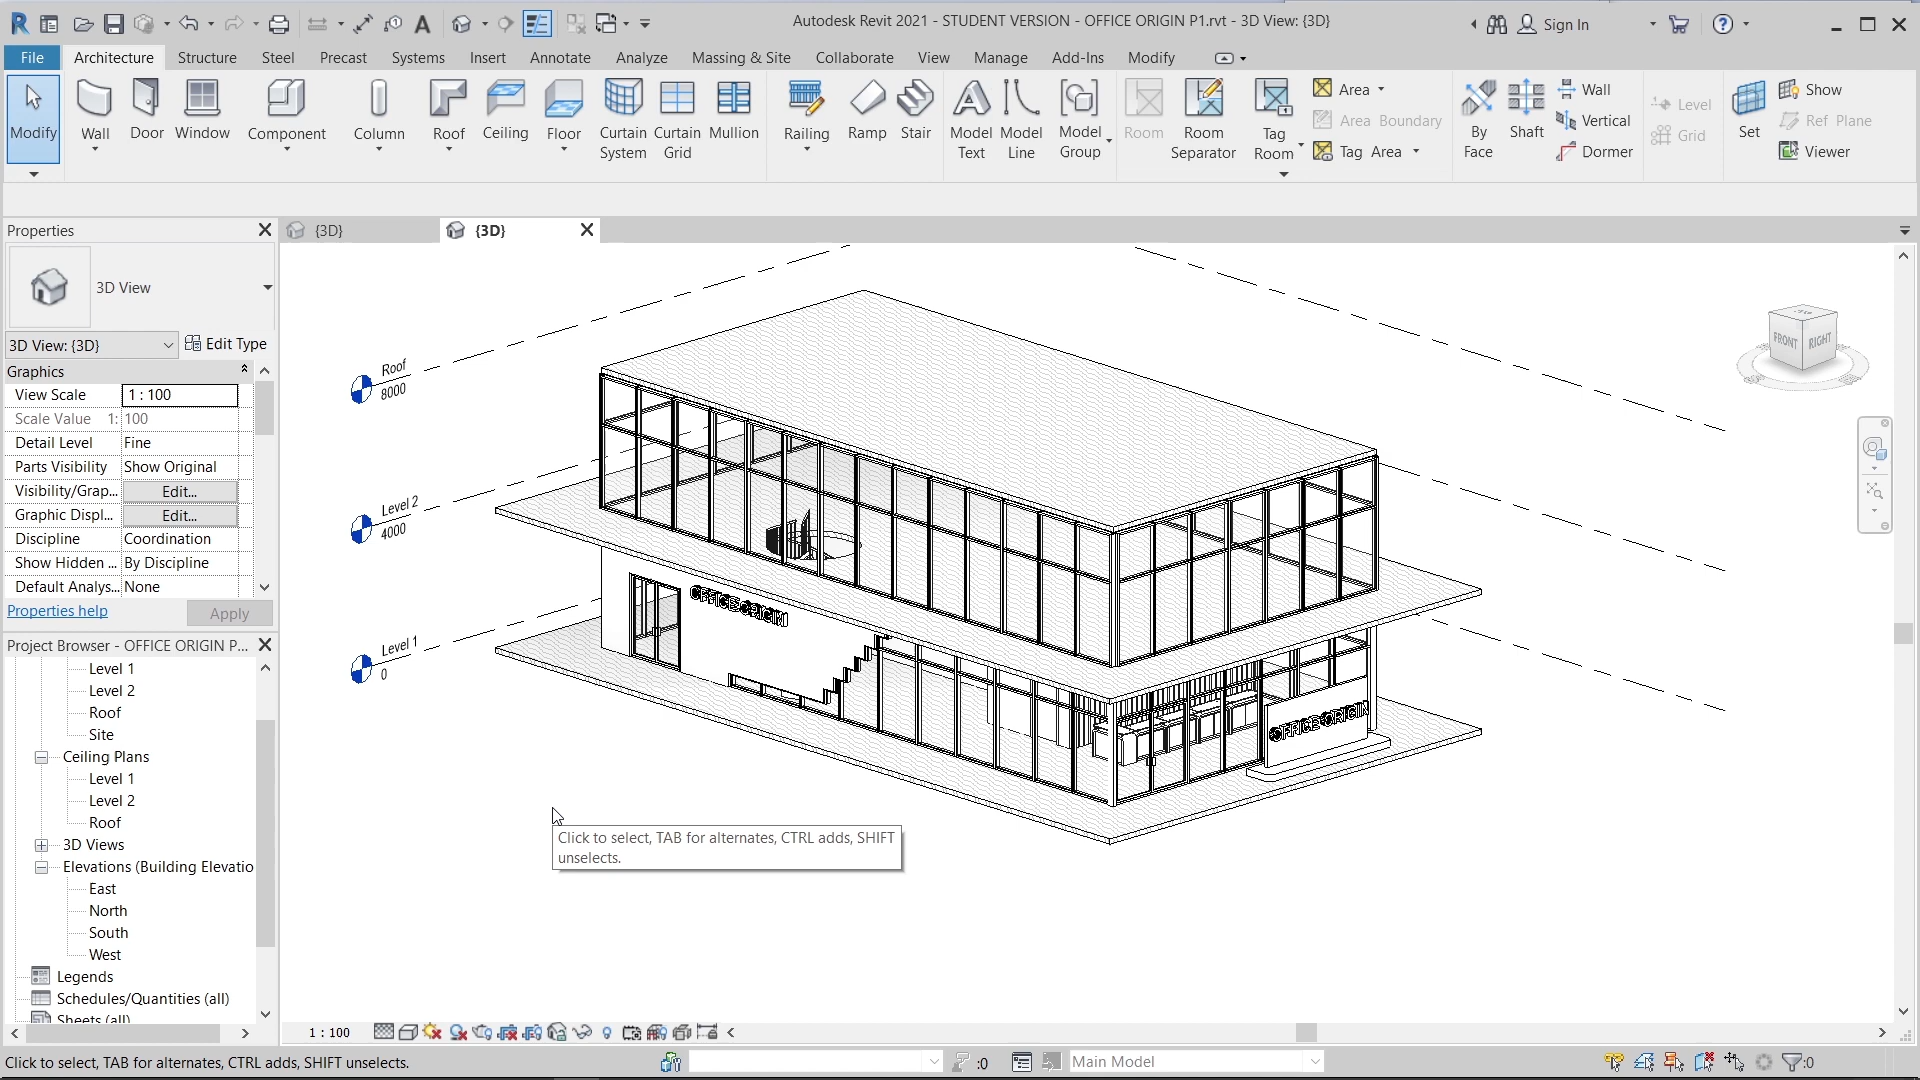 Autodesk Revit 2021 - STUDENT VERSION - OFFICE ORIGIN P1.rvt - 3D View: {3D}
Sign In
File Architecture Structure Steel Precast Systems Insert Annotate Analyze Massing & Site Collaborate View Manage Add-Ins Modify
Modify
Wall
Door
Window
Component
Column
Roof
Ceiling
Floor
Curtain
System
Curtain
Grid
Mullion
Railing
Ramp
Stair
Model
Text
Model
Line
Model
Group
Room
Room
Separator
Tag
Room
Area
Area Boundary
Tag Area
By
Face
Shaft
Wall
Vertical
Dormer
Level
Grid
Set
Show
Ref Plane
Viewer
Properties
3D View
3D View: {3D}
Edit Type
Graphics
View Scale 1 : 100
Scale Value 1: 100
Detail Level Fine
Parts Visibility Show Original
Visibility/Grap... Edit...
Graphic Displ... Edit...
Discipline Coordination
Show Hidden ... By Discipline
Default Analys... None
Properties help
Apply
Project Browser - OFFICE ORIGIN P...
Level 1
Level 2
Roof
Site
Ceiling Plans
Level 1
Level 2
Roof
3D Views
Elevations (Building Elevatio
East
North
South
West
Legends
Schedules/Quantities (all)
Sheets (all)
{3D}
{3D}
Roof
8000
Level 2
4000
Level 1
0
OFFICE ORIGIN
OFFICE ORIGIN
TOP
FRONT
RIGHT
Click to select, TAB for alternates, CTRL adds, SHIFT
unselects.
1 : 100
Click to select, TAB for alternates, CTRL adds, SHIFT unselects.
:0
Main Model
:0